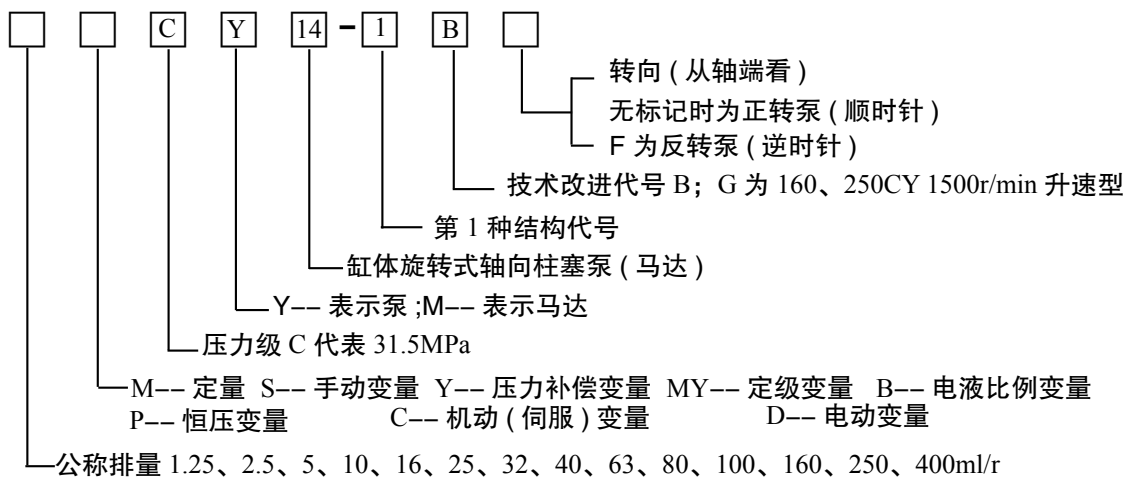 C Y 14 - 1 B
转向 ( 从轴端看 )
无标记时为正转泵 ( 顺时针 )
F 为反转泵 ( 逆时针 )
技术改进代号 B；G 为 160、250CY 1500r/min 升速型
第 1 种结构代号
缸体旋转式轴向柱塞泵 ( 马达 )
Y-- 表示泵 ;M-- 表示马达
压力级 C 代表 31.5MPa
M-- 定量 S-- 手动变量 Y-- 压力补偿变量 MY-- 定级变量 B-- 电液比例变量
P-- 恒压变量 C-- 机动 ( 伺服 ) 变量 D-- 电动变量
公称排量 1.25、2.5、5、10、16、25、32、40、63、80、100、160、250、400ml/r